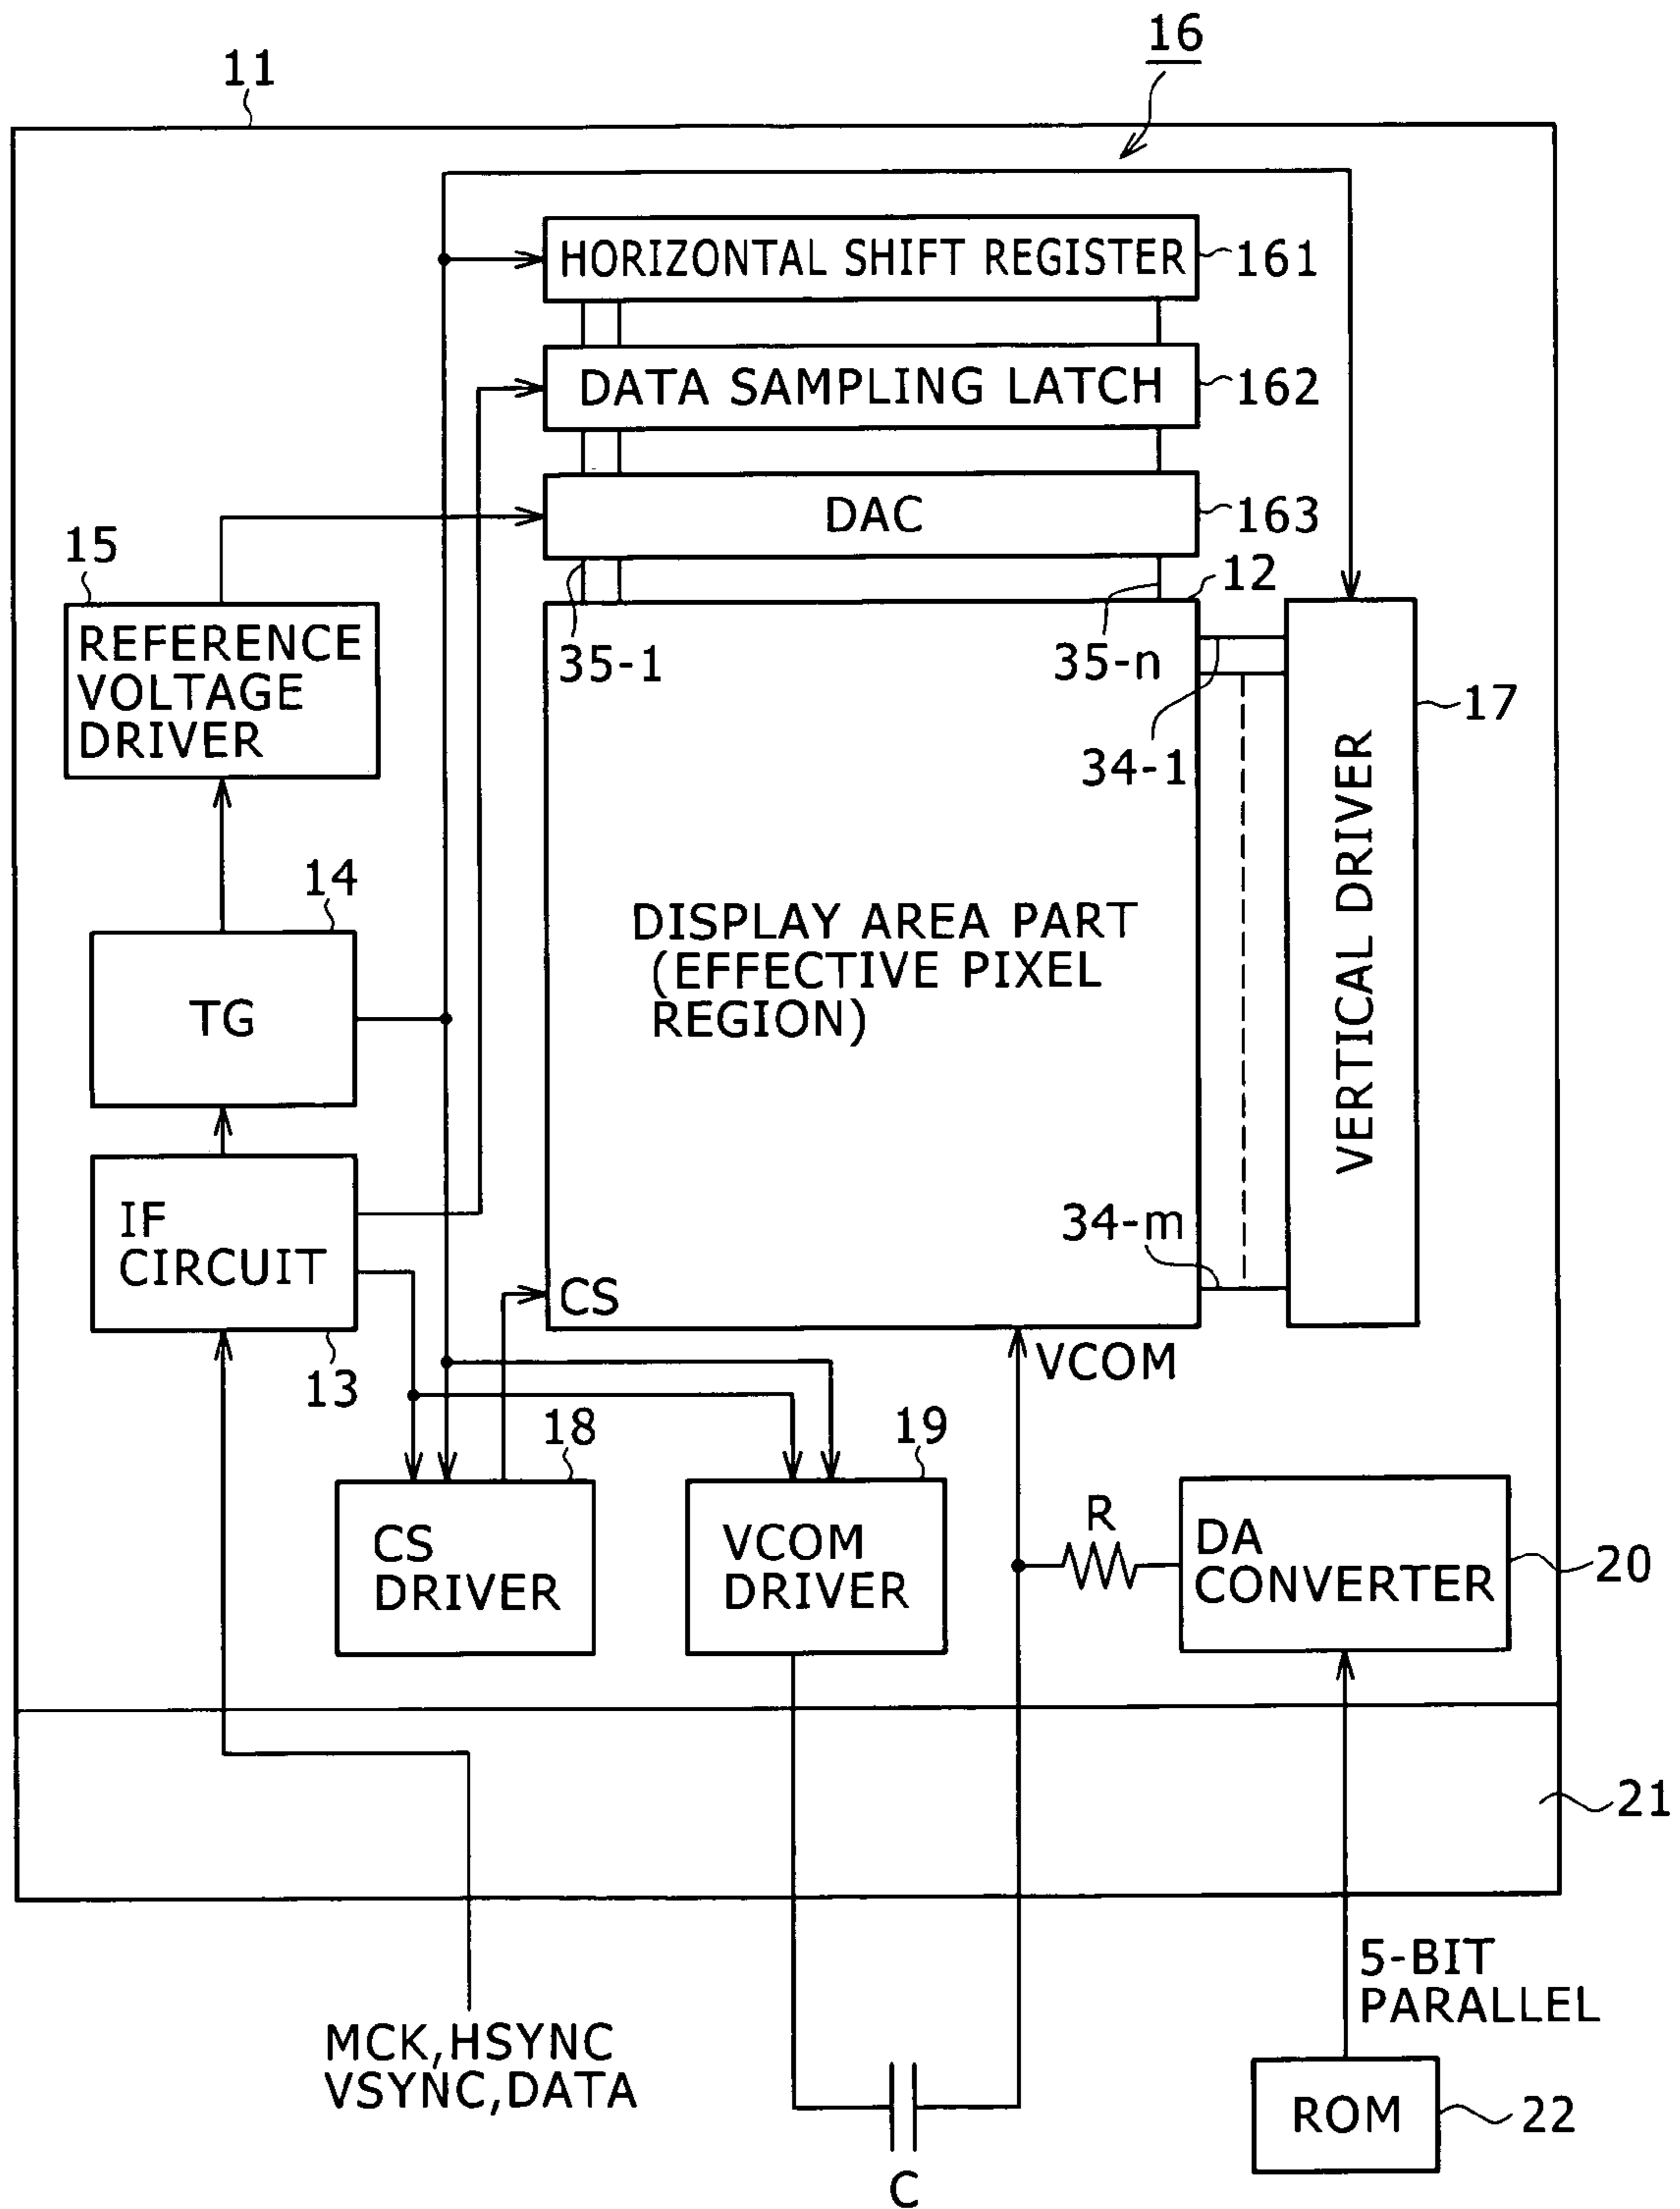 16
11
HORIZONTAL SHIFT REGISTER
161
DATA SAMPLING LATCH
162
DAC
163
15
12
REFERENCE
VOLTAGE
DRIVER
35-1
35-n
17
34-1
VERTICAL DRIVER
14
TG
DISPLAY AREA PART
(EFFECTIVE PIXEL
REGION)
IF
CIRCUIT
34-m
CS
VCOM
13
18
19
CS
DRIVER
VCOM
DRIVER
R
DA
CONVERTER
20
21
5-BIT
PARALLEL
MCK,HSYNC
VSYNC,DATA
ROM
22
C